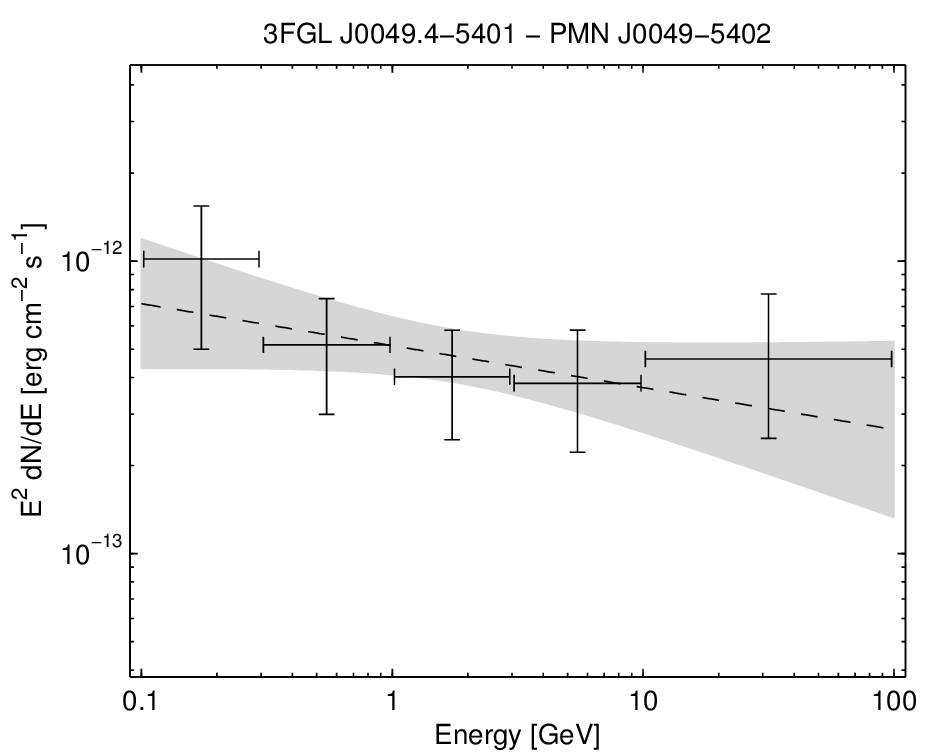 3FGL J0049.4−5401 − PMN J0049−5402
E² dN/dE [erg cm⁻² s⁻¹]
10⁻¹²
10⁻¹³
0.1 1 10 100
Energy [GeV]